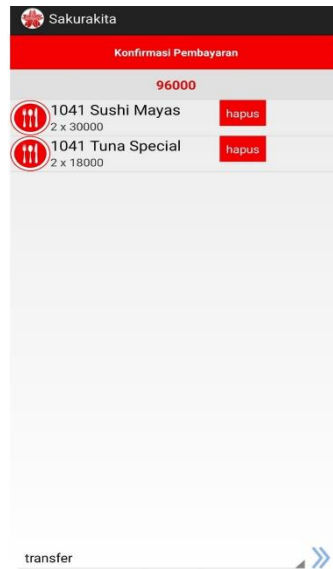 Sakurakita
Konfirmasi Pembayaran
96000
1041 Sushi Mayas
hapus
2 x 30000
1041 Tuna Special
hapus
2 x 18000
transfer